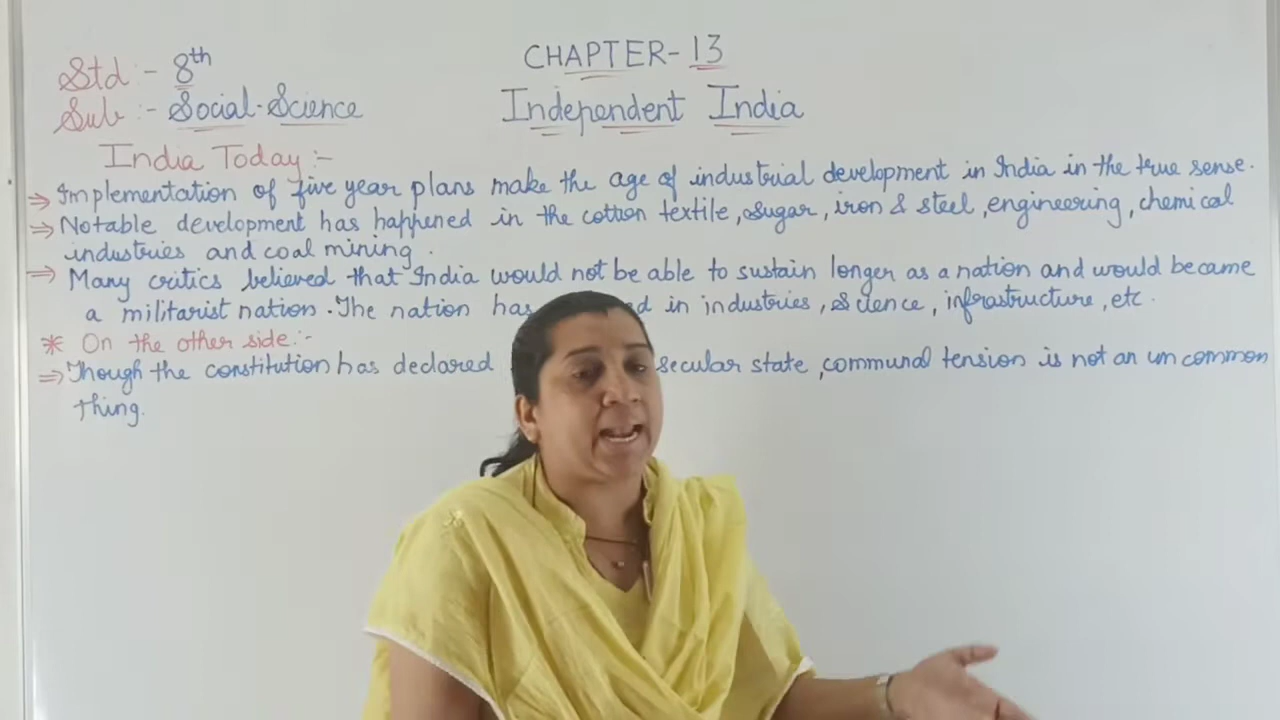 Std :- 8th
Sub :- Social-Science
CHAPTER-13
Independent India
India Today :-
⇒ Implementation of five year plans make the age of industrial development in India in the true sense.
⇒ Notable development has happened in the cotton textile, sugar, iron & steel, engineering, chemical
industries and coal mining.
⇒ Many critics believed that India would not be able to sustain longer as a nation and would became
a militarist nation. The nation has in industries, science, infrastructure, etc.
* On the other side:-
⇒ Though the constitution has declared secular state, communal tension is not an un common
thing.